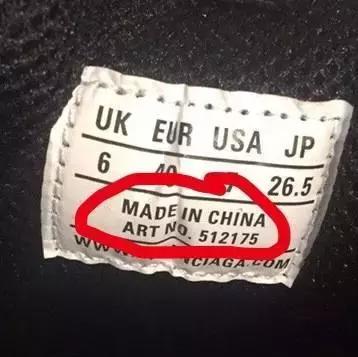 UK EUR USA JP
6 40 26.5
MADE IN CHINA
ART NO. 512175